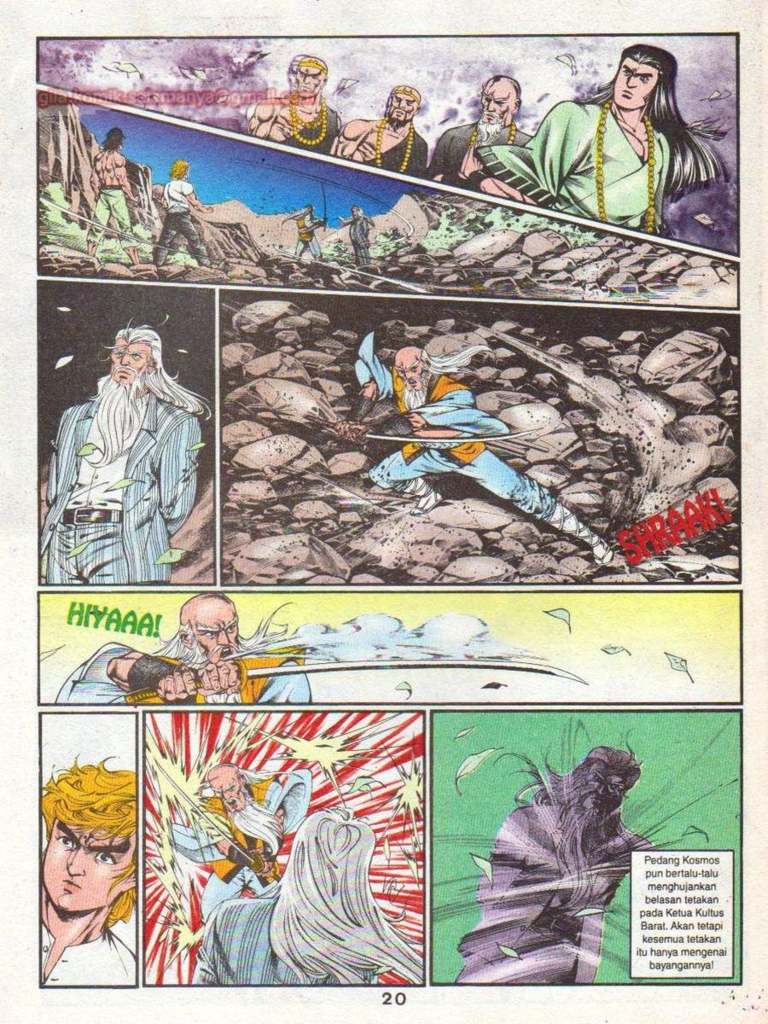 SHRAAK!
HIYAAA!
Pedang Kosmos
pun bertalu-talu
menghujankan
belasan tetakan
pada Ketua Kultus
Barat. Akan tetapi
kesemua tetakan
itu hanya mengenai
bayangannya!
20